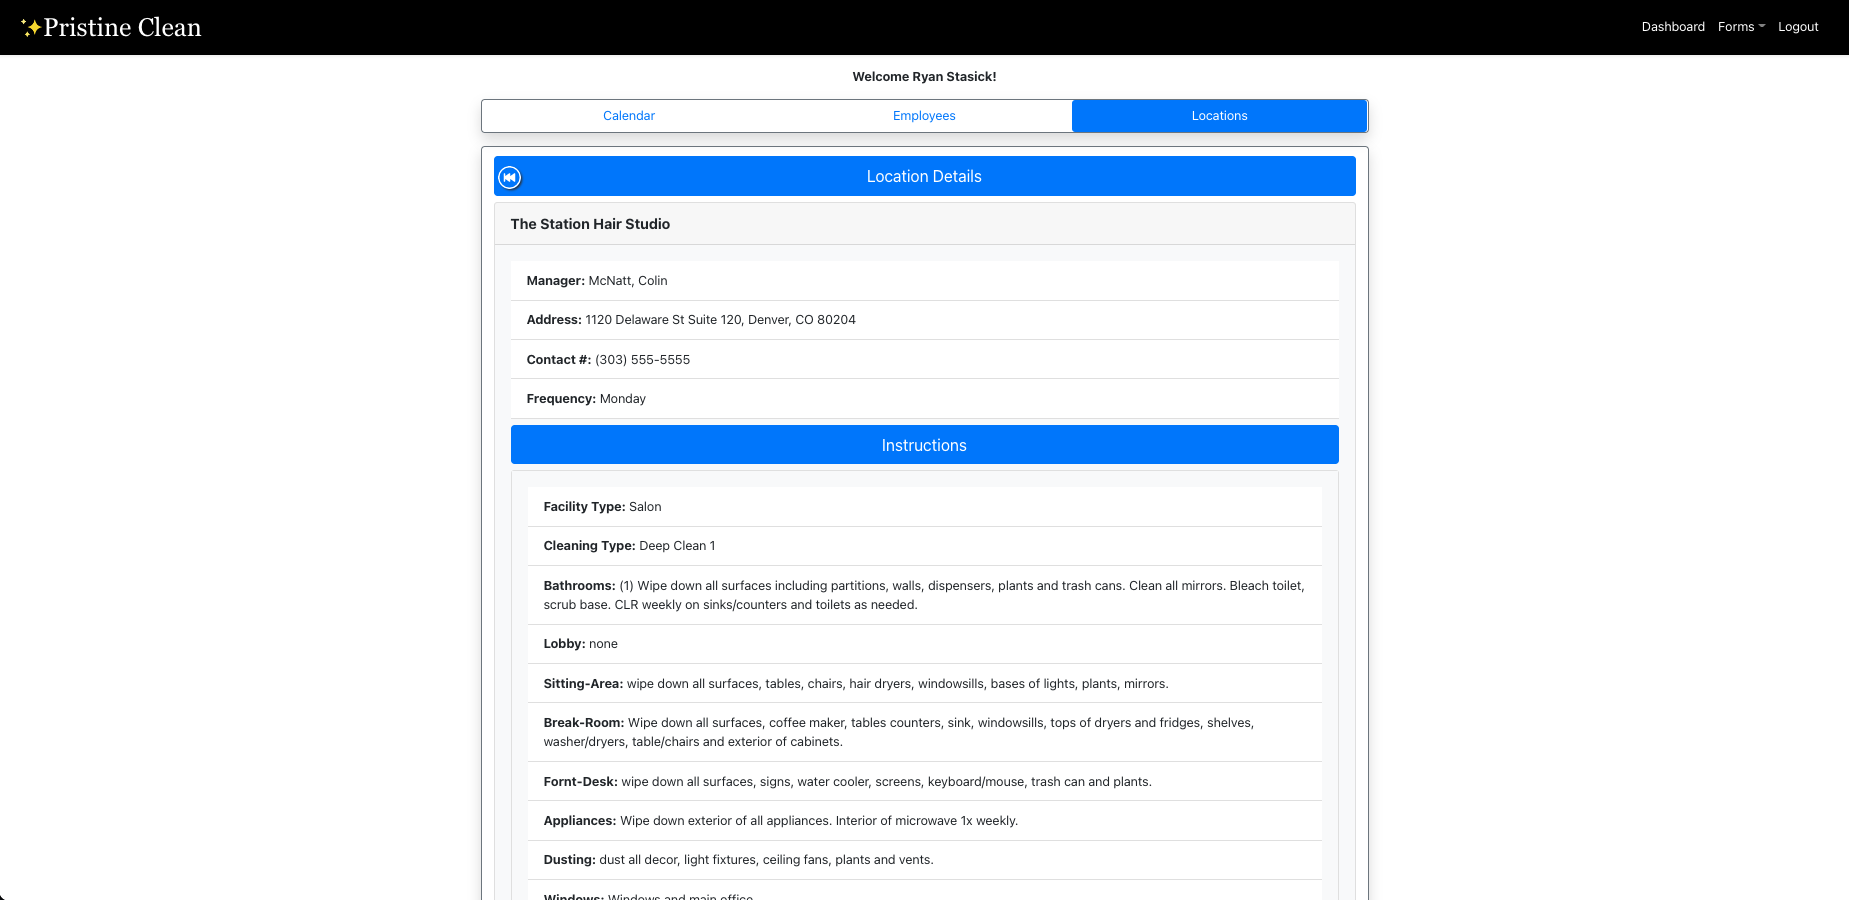 ✨Pristine Clean
Dashboard Forms Logout
Welcome Ryan Stasick!
Calendar Employees Locations
Location Details
The Station Hair Studio
Manager: McNatt, Colin
Address: 1120 Delaware St Suite 120, Denver, CO 80204
Contact #: (303) 555-5555
Frequency: Monday
Instructions
Facility Type: Salon
Cleaning Type: Deep Clean 1
Bathrooms: (1) Wipe down all surfaces including partitions, walls, dispensers, plants and trash cans. Clean all mirrors. Bleach toilet,
scrub base. CLR weekly on sinks/counters and toilets as needed.
Lobby: none
Sitting-Area: wipe down all surfaces, tables, chairs, hair dryers, windowsills, bases of lights, plants, mirrors.
Break-Room: Wipe down all surfaces, coffee maker, tables counters, sink, windowsills, tops of dryers and fridges, shelves,
washer/dryers, table/chairs and exterior of cabinets.
Fornt-Desk: wipe down all surfaces, signs, water cooler, screens, keyboard/mouse, trash can and plants.
Appliances: Wipe down exterior of all appliances. Interior of microwave 1x weekly.
Dusting: dust all decor, light fixtures, ceiling fans, plants and vents.
Windows: Windows and main office